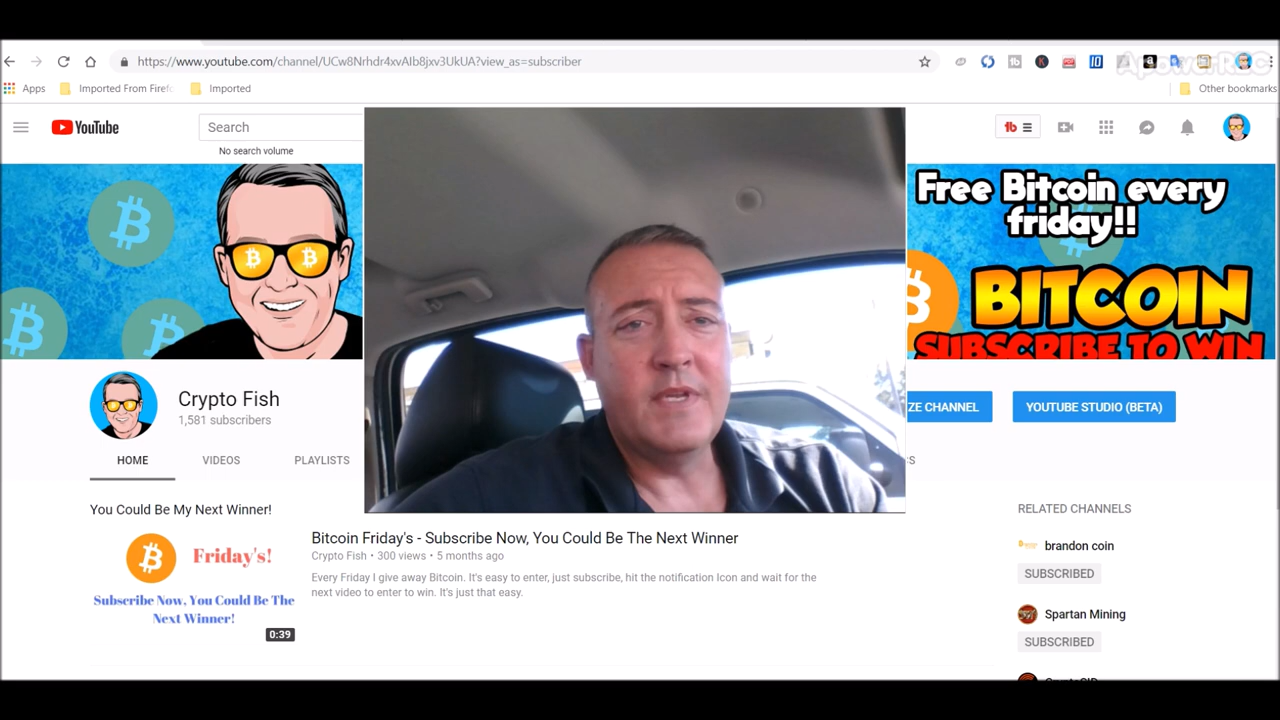 https://www.youtube.com/channel/UCw8Nrhdr4xvAIb8jxv3UkUA?view_as=subscriber
ApowerREC
Apps
Imported From Firefo
Imported
Other bookmarks
YouTube
Search
No search volume
Free Bitcoin every
friday!!
BITCOIN
SUBSCRIBE TO WIN
Crypto Fish
1,581 subscribers
ZE CHANNEL
YOUTUBE STUDIO (BETA)
HOME
VIDEOS
PLAYLISTS
S
You Could Be My Next Winner!
Friday's!
Subscribe Now, You Could Be The
Next Winner!
0:39
Bitcoin Friday's - Subscribe Now, You Could Be The Next Winner
Crypto Fish • 300 views • 5 months ago
Every Friday I give away Bitcoin. It's easy to enter, just subscribe, hit the notification Icon and wait for the
next video to enter to win. It's just that easy.
RELATED CHANNELS
brandon coin
SUBSCRIBED
Spartan Mining
SUBSCRIBED